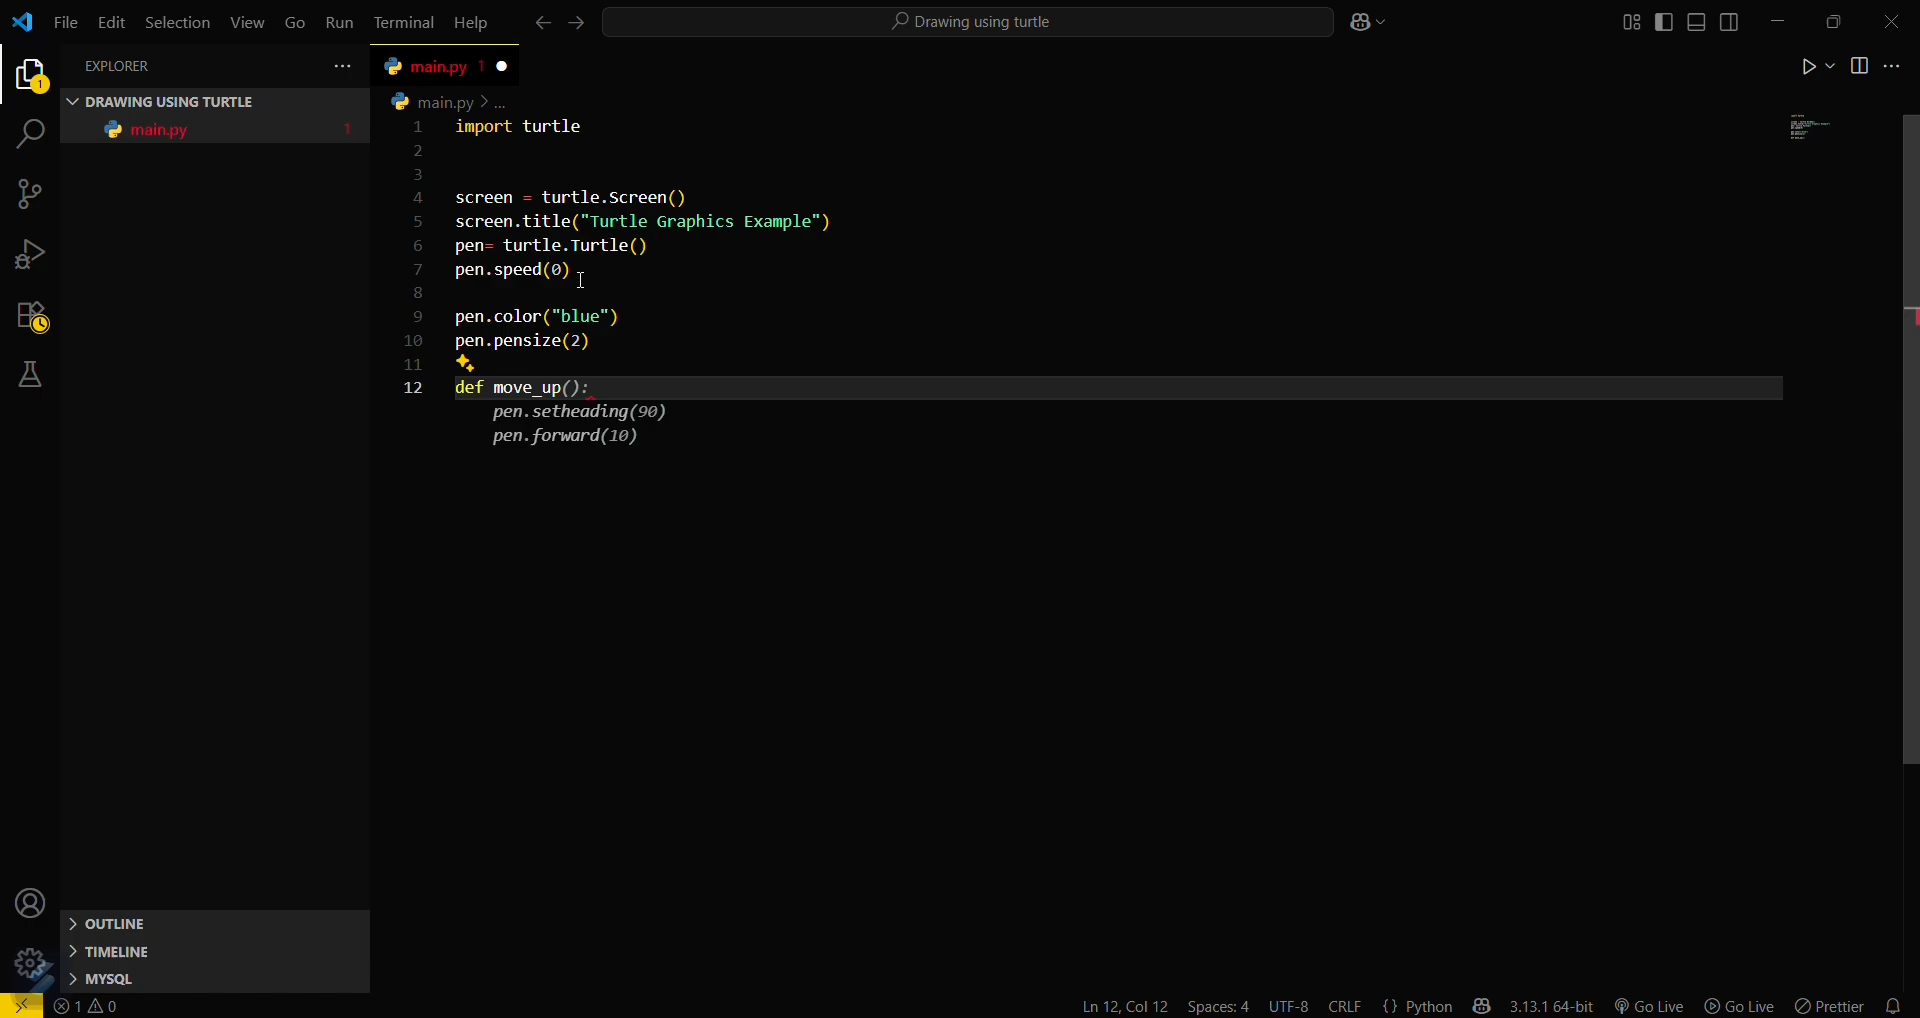 File Edit Selection View Go Run Terminal Help
Drawing using turtle
EXPLORER
DRAWING USING TURTLE
main.py 1
1
main.py 1
main.py > ...
1 import turtle
2
3
4 screen = turtle.Screen()
5 screen.title("Turtle Graphics Example")
6 pen= turtle.Turtle()
7 pen.speed(0)
8
9 pen.color("blue")
10 pen.pensize(2)
11
12 def move_up():
pen.setheading(90)
pen.forward(10)
OUTLINE
TIMELINE
MYSQL
1 0
Ln 12, Col 12 Spaces: 4 UTF-8 CRLF {} Python 3.13.1 64-bit Go Live Go Live Prettier